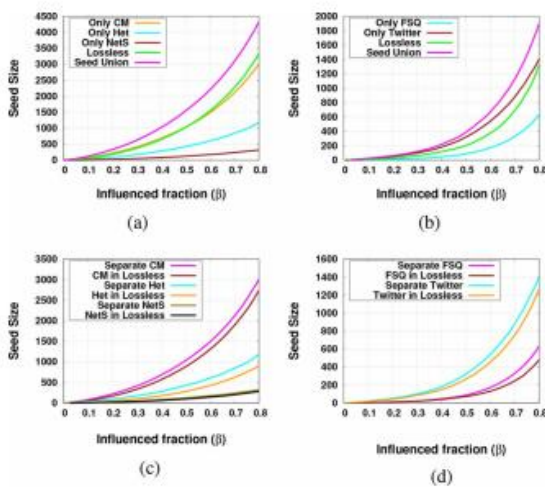 4500
4000
3500
3000
2500
2000
1500
1000
500
0
Seed Size
Only CM
Only Het
Only NetS
Lossless
Seed Union
0 0.1 0.2 0.3 0.4 0.5 0.6 0.7 0.8
Influenced fraction (β)
(a)
2000
1800
1600
1400
1200
1000
800
600
400
200
0
Seed Size
Only FSQ
Only Twitter
Lossless
Seed Union
0 0.1 0.2 0.3 0.4 0.5 0.6 0.7 0.8
Influenced fraction (β)
(b)
3500
3000
2500
2000
1500
1000
500
0
Seed Size
Separate CM
CM in Lossless
Separate Het
Het in Lossless
Separate NetS
NetS in Lossless
0 0.1 0.2 0.3 0.4 0.5 0.6 0.7 0.8
Influenced fraction (β)
(c)
1600
1400
1200
1000
800
600
400
200
0
Seed Size
Separate FSQ
FSQ in Lossless
Separate Twitter
Twitter in Lossless
0 0.1 0.2 0.3 0.4 0.5 0.6 0.7 0.8
Influenced fraction (β)
(d)